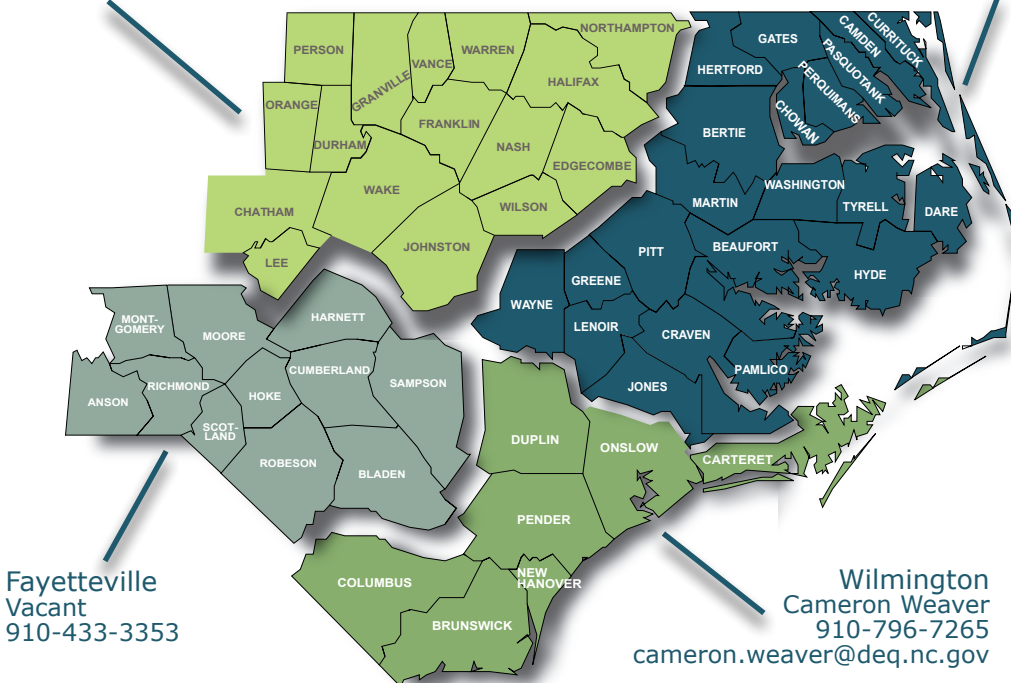 NORTHAMPTON
PERSON
WARREN
VANCE
GRANVILLE
HALIFAX
ORANGE
FRANKLIN
DURHAM
NASH
EDGECOMBE
WAKE
WILSON
CHATHAM
JOHNSTON
LEE
GATES
CAMDEN
CURRITUCK
PASQUOTANK
HERTFORD
PERQUIMANS
CHOWAN
BERTIE
WASHINGTON
MARTIN
TYRELL
DARE
PITT
BEAUFORT
HYDE
GREENE
WAYNE
LENOIR
CRAVEN
PAMLICO
JONES
MONT-
GOMERY
MOORE
HARNETT
CUMBERLAND
RICHMOND
HOKE
SAMPSON
ANSON
SCOT-
LAND
ROBESON
BLADEN
DUPLIN
ONSLOW
CARTERET
PENDER
COLUMBUS
NEW
HANOVER
BRUNSWICK
Fayetteville
Vacant
910-433-3353
Wilmington
Cameron Weaver
910-796-7265
cameron.weaver@deq.nc.gov